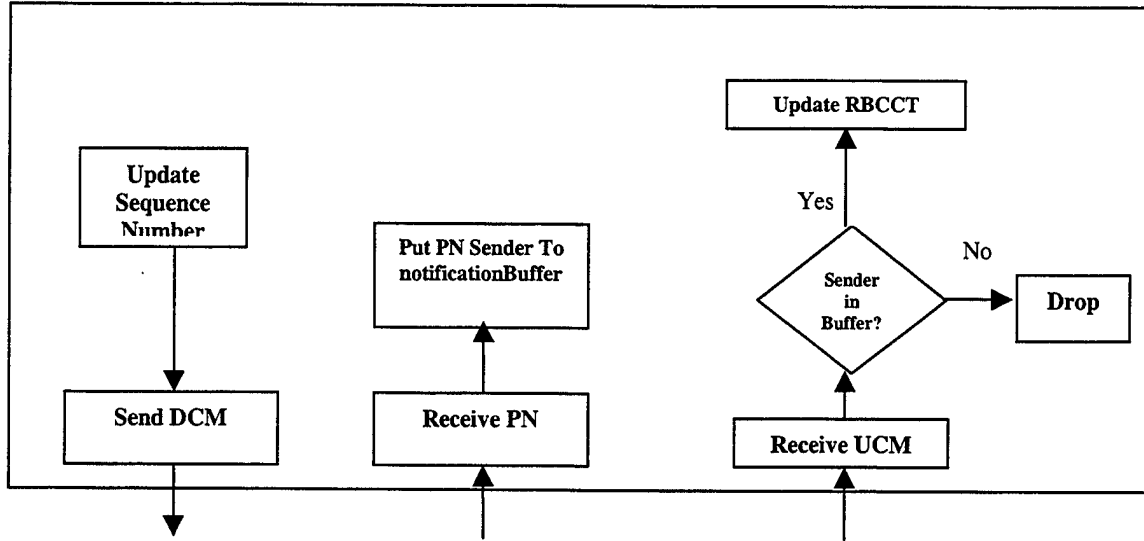 Update RBCCT
Update
Sequence
Number
Yes
Put PN Sender To
notificationBuffer
No
Sender
in
Buffer?
Drop
Send DCM
Receive PN
Receive UCM